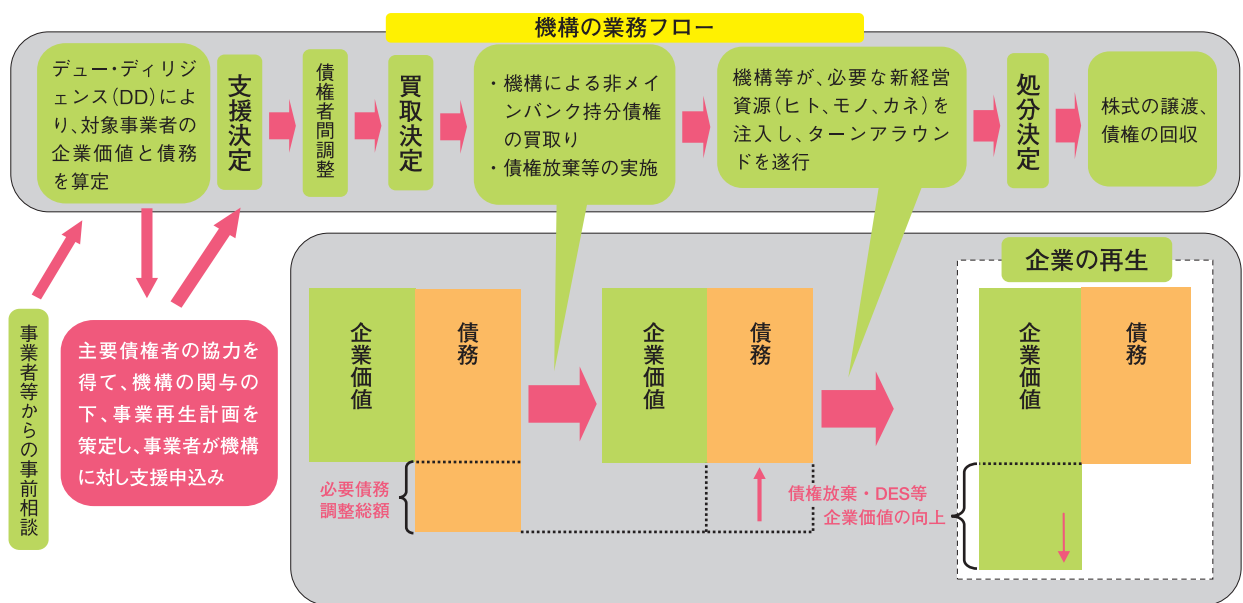 機構の業務フロー
デュー・ディリジ
ェンス（DD）によ
り、対象事業者の
企業価値と債務
を算定
支援決定
債権者間調整
買取決定
・機構による非メイ
ンバンク持分債権
の買取り
・債権放棄等の実施
機構等が、必要な新経営
資源（ヒト、モノ、カネ）を
注入し、ターンアラウン
ドを遂行
処分決定
株式の譲渡、
債権の回収
事業者等からの事前相談
主要債権者の協力を
得て、機構の関与の
下、事業再生計画を
策定し、事業者が機構
に対し支援申込み
企業価値
債務
必要債務
調整総額
企業価値
債務
債権放棄・DES等
企業価値の向上
企業の再生
企業価値
債務